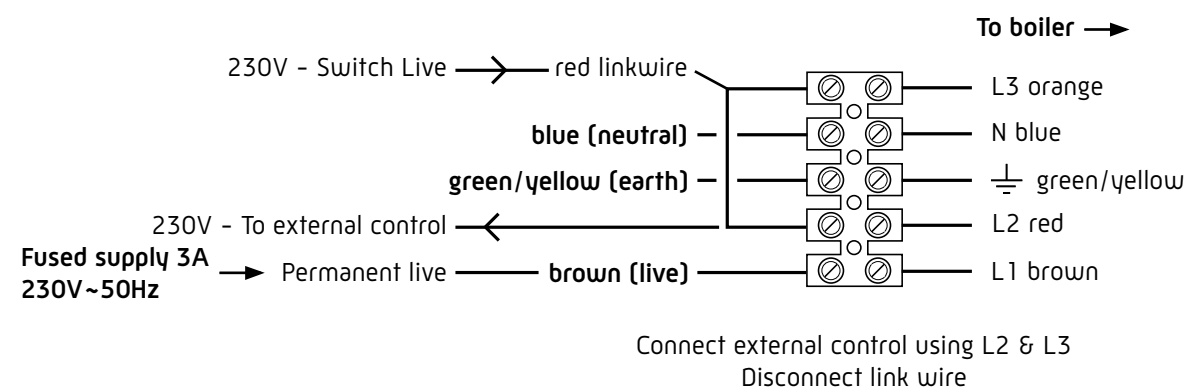 To boiler
230V - Switch Live red linkwire L3 orange
blue (neutral) N blue
green/yellow (earth) green/yellow
230V - To external control L2 red
Fused supply 3A
230V~50Hz
Permanent live brown (live) L1 brown
Connect external control using L2 & L3
Disconnect link wire